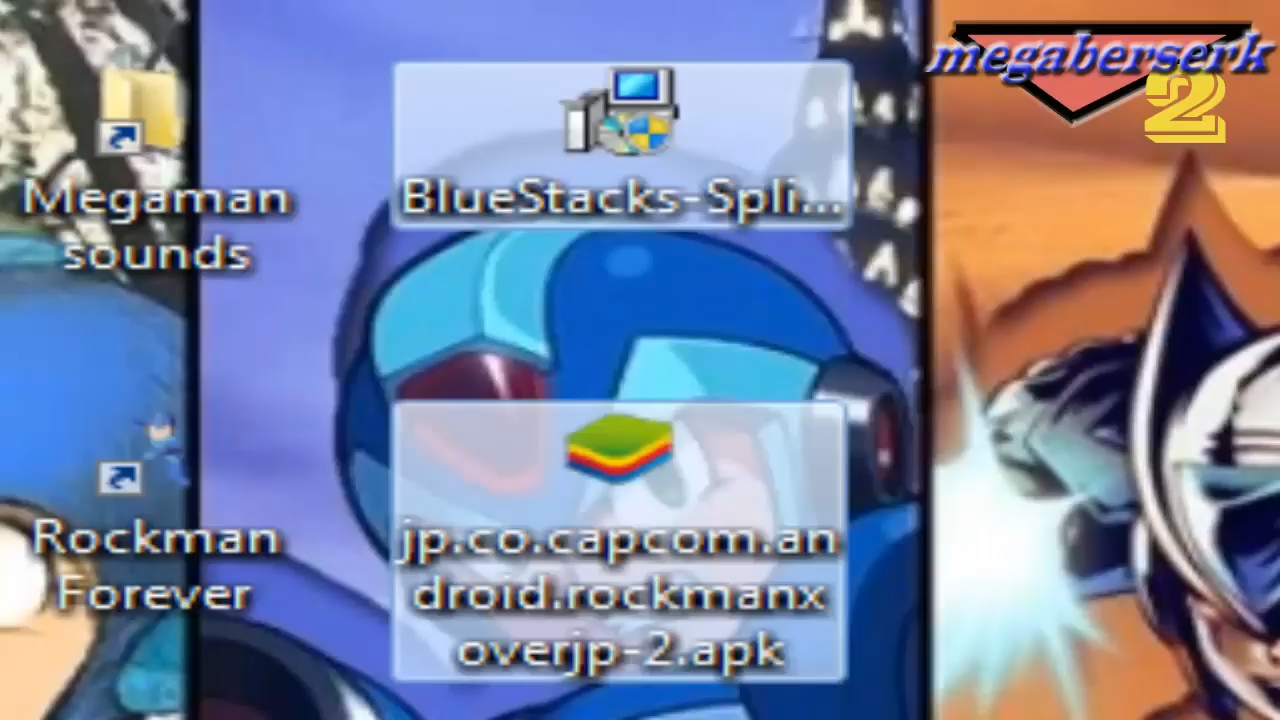 megaberserk
2
BlueStacks-Spli...
Megaman
sounds
jp.co.capcom.an
droid.rockmanx
overjp-2.apk
Rockman
Forever